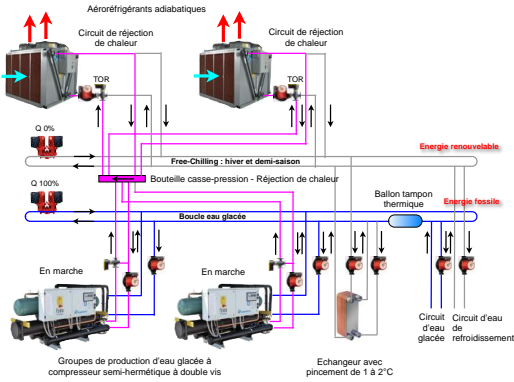 Aéroréfrigérants adiabatiques
Circuit de réjection
de chaleur
Circuit de réjection
de chaleur
TOR
TOR
Q 0%
Energie renouvelable
Free-Chilling : hiver et demi-saison
Bouteille casse-pression - Réjection de chaleur
Q 100%
Ballon tampon
thermique
Energie fossile
Boucle eau glacée
En marche
En marche
Circuit
d'eau
glacée
Circuit d'eau
de
refroidissement
Groupes de production d'eau glacée à
compresseur semi-hermétique à double vis
Echangeur avec
pincement de 1 à 2°C